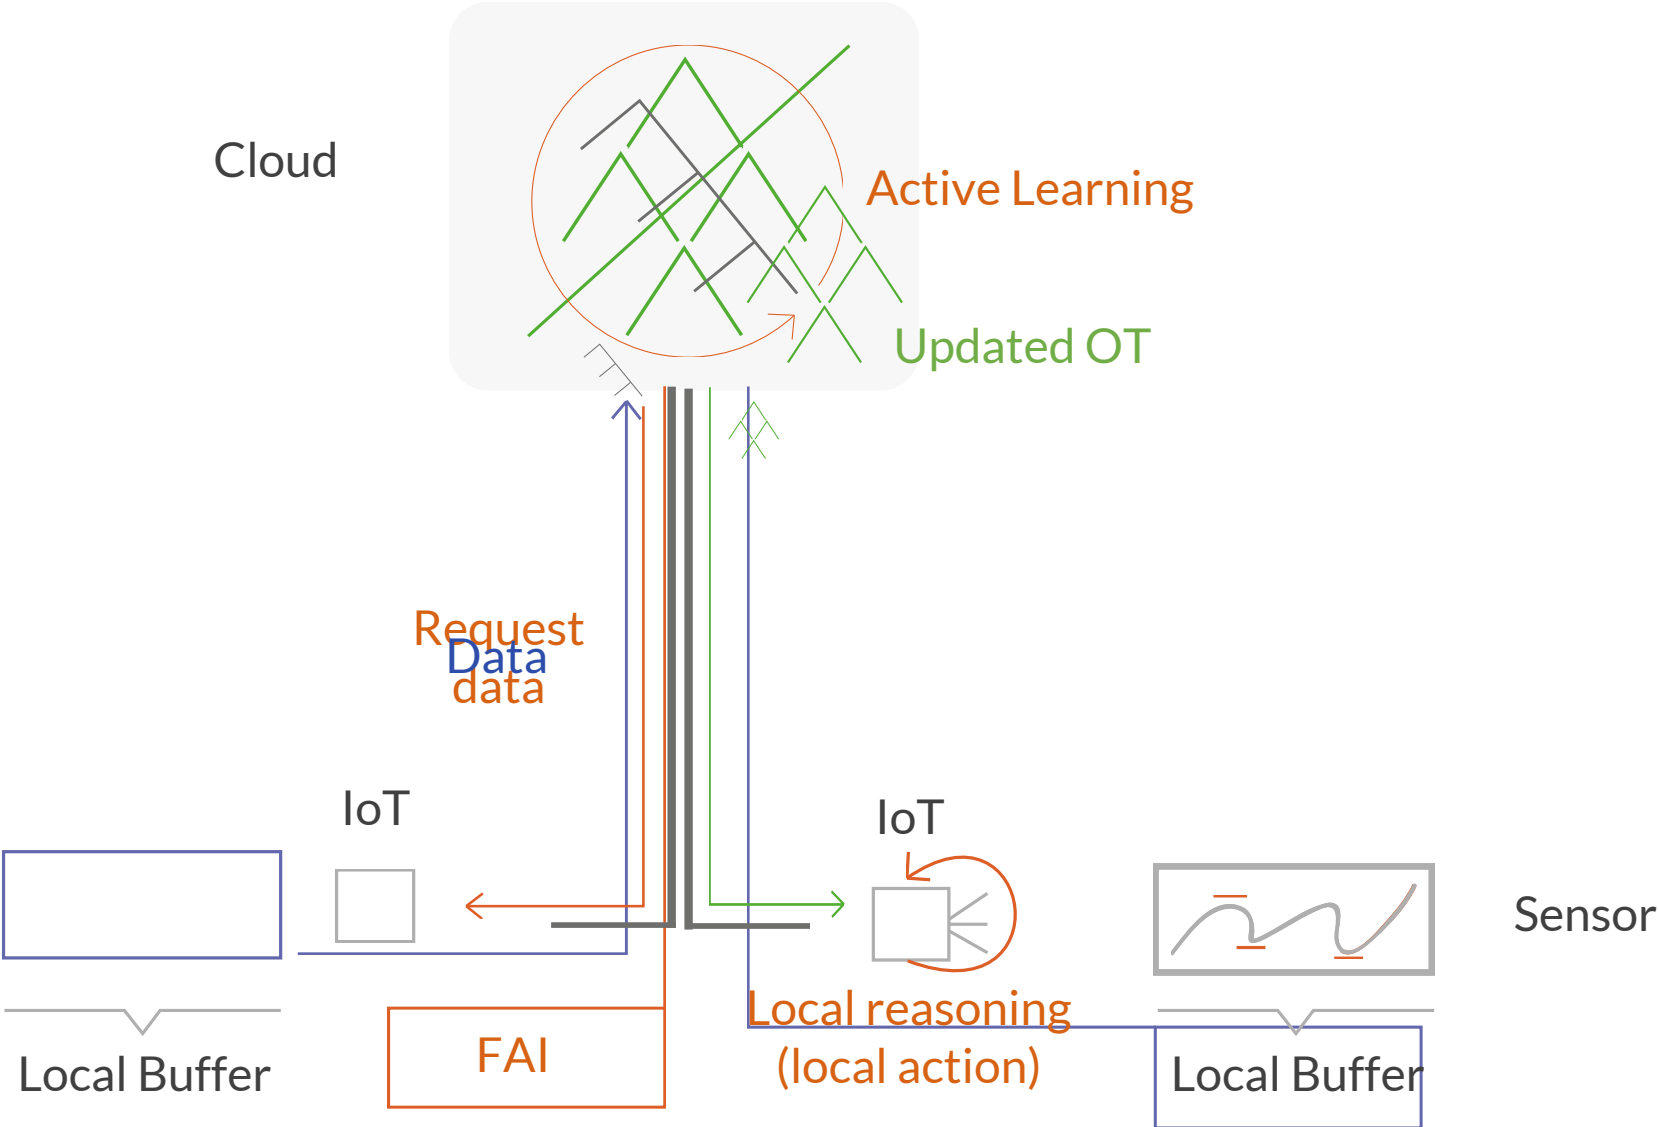 Cloud
Active Learning
Updated OT
Request
Data
data
IoT
IoT
Sensor
Local reasoning
(local action)
FAI
Local Buffer
Local Buffer